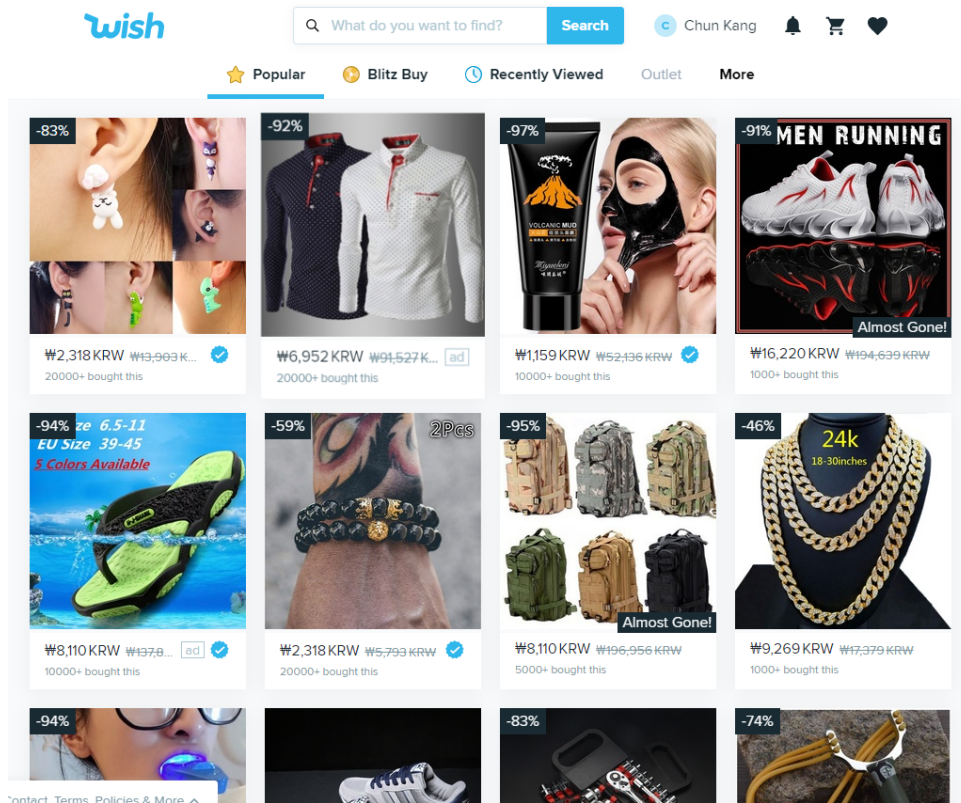 wish
What do you want to find?
Search
C
Chun Kang
Popular
Blitz Buy
Recently Viewed
Outlet
More
-83%
-92%
-97%
-91%
VOLCANIC MUD
MEN RUNNING
Almost Gone!
₩2,318 KRW ₩13,903 K...
20000+ bought this
₩6,952 KRW ₩91,527 K... ad
20000+ bought this
₩1,159 KRW ₩52,136 KRW
10000+ bought this
₩16,220 KRW ₩194,639 KRW
1000+ bought this
-94%
-59%
-95%
-46%
ze 6.5-11
EU Size 39-45
5 Colors Available
2Pcs
Almost Gone!
24k
18-30inches
₩8,110 KRW ₩137,8... ad
10000+ bought this
₩2,318 KRW ₩5,793 KRW
20000+ bought this
₩8,110 KRW ₩196,956 KRW
5000+ bought this
₩9,269 KRW ₩17,379 KRW
1000+ bought this
-94%
-83%
-74%
Contact, Terms, Policies & More